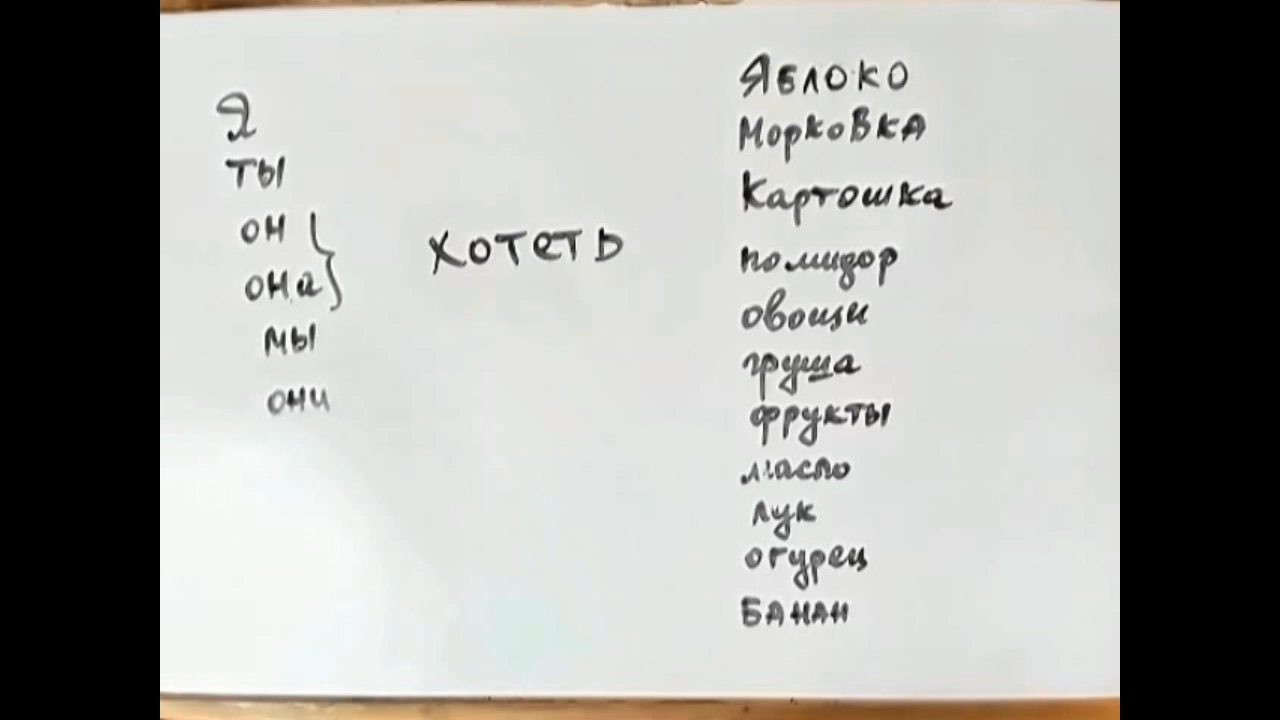 Я
ты
он
она
мы
они
хотеть
Яблоко
Морковка
Картошка
помидор
овощи
груша
фрукты
масло
лук
огурец
Банан